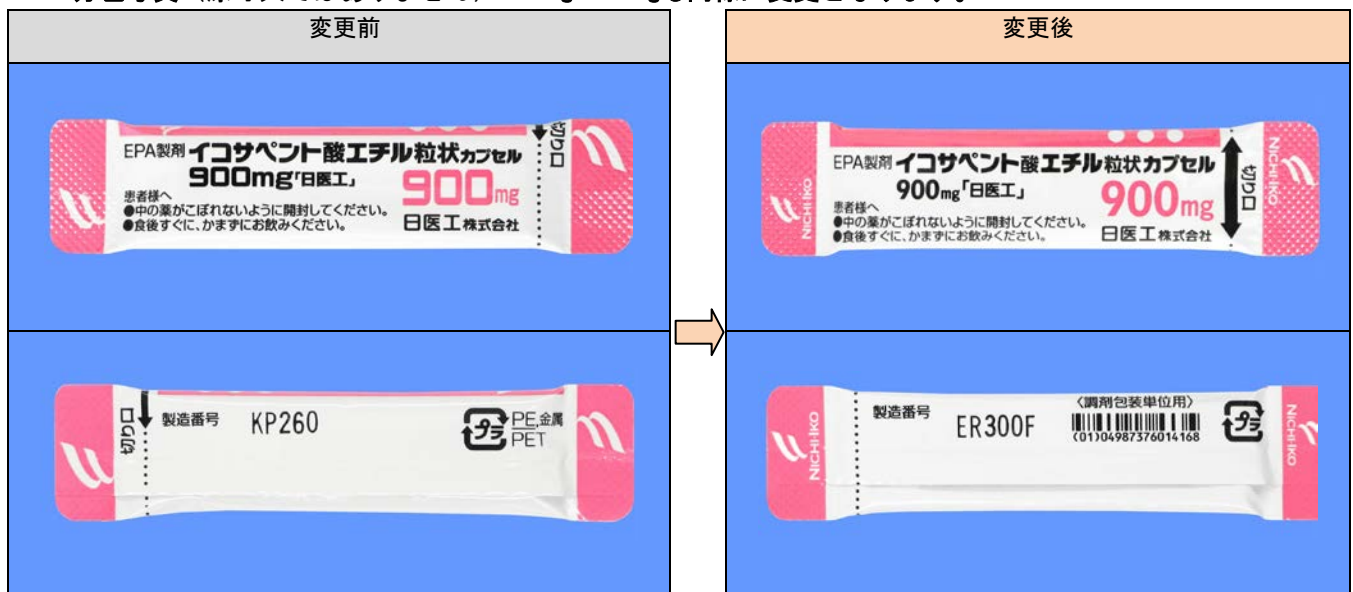 変更前
EPA製剤 イコサペント酸エチル粒状カプセル
900mg「日医工」
900mg
患者様へ
●中の薬がこぼれないように開封してください。
●食後すぐに、かまずにお飲みください。
日医工株式会社
切り口
切り口
製造番号 KP260
プラ
PE,金属
PET
変更後
EPA製剤 イコサペント酸エチル粒状カプセル
900mg「日医工」
900mg
患者様へ
●中の薬がこぼれないように開封してください。
●食後すぐに、かまずにお飲みください。
日医工株式会社
切り口
NICHI-IKO
NICHI-IKO
製造番号 ER300F
〈調剤包装単位用〉
(01)04987376014168
プラ
NICHI-IKO
NICHI-IKO